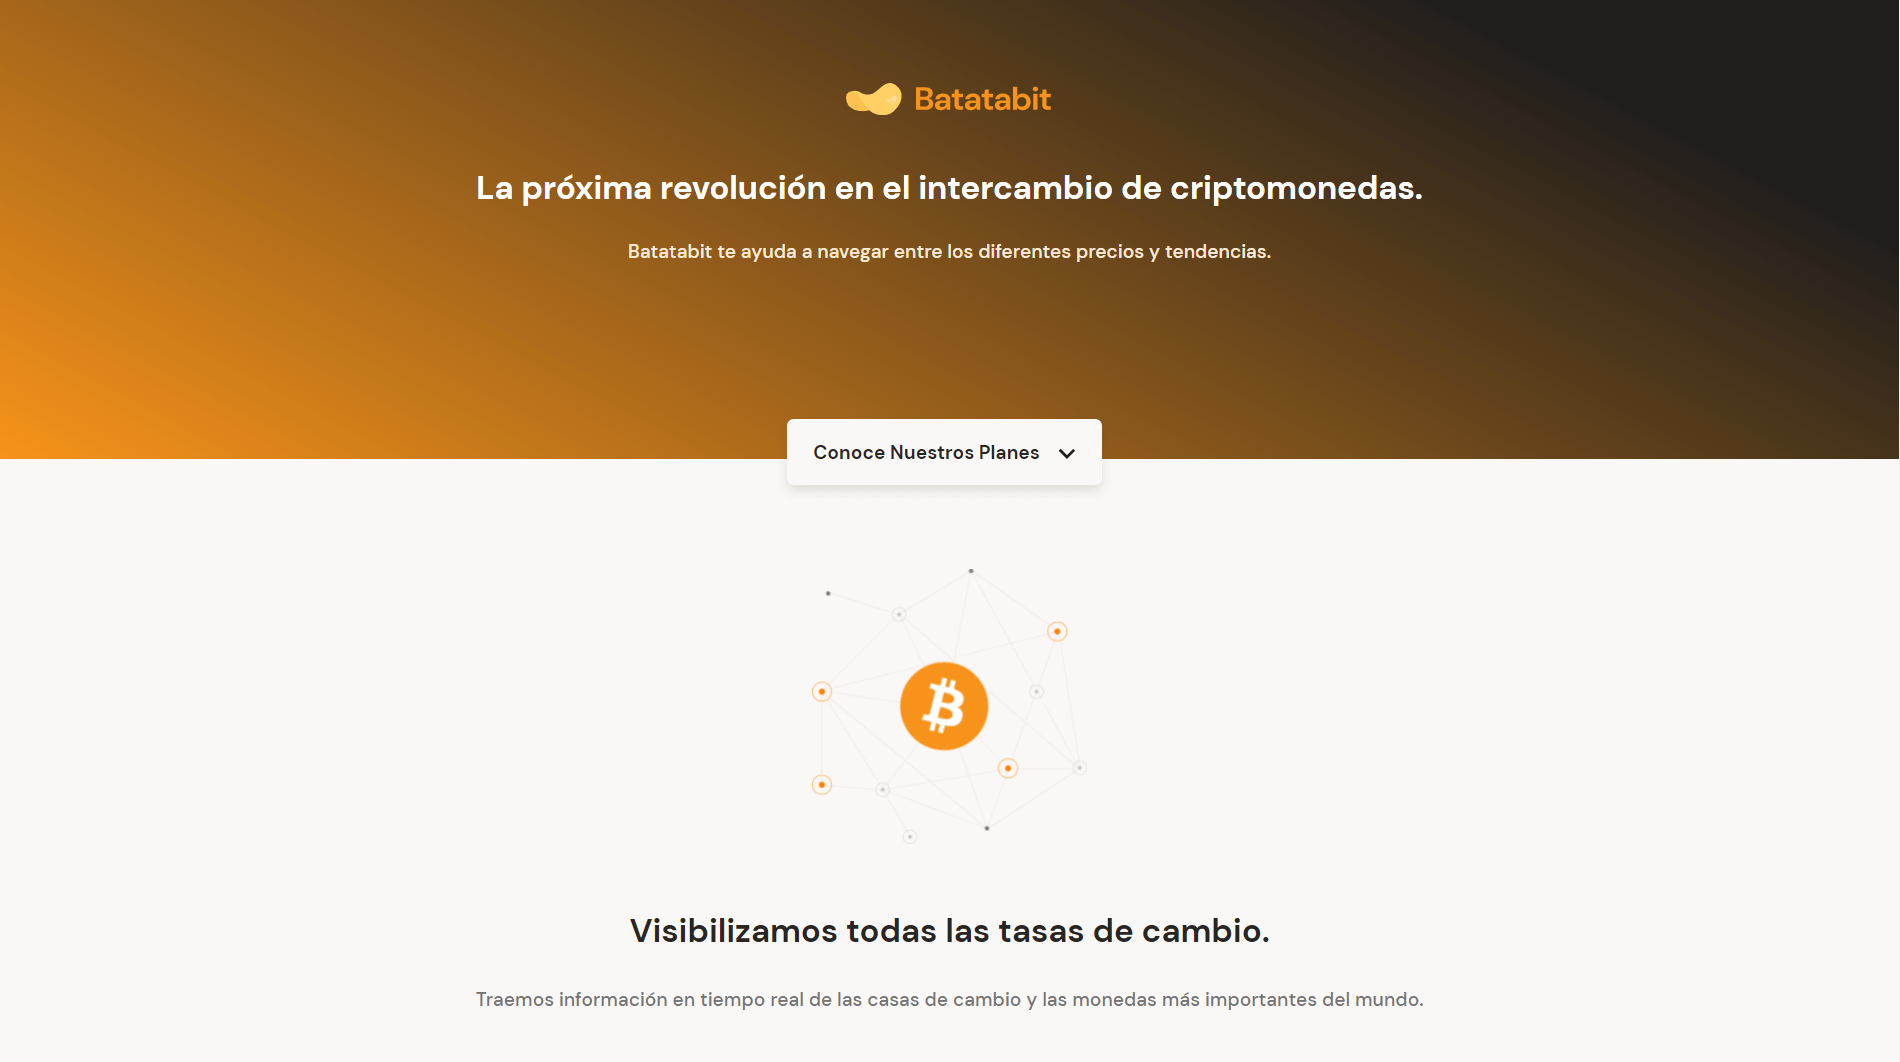 Batatabit
La próxima revolución en el intercambio de criptomonedas.
Batatabit te ayuda a navegar entre los diferentes precios y tendencias.
Conoce Nuestros Planes
Visibilizamos todas las tasas de cambio.
Traemos información en tiempo real de las casas de cambio y las monedas más importantes del mundo.